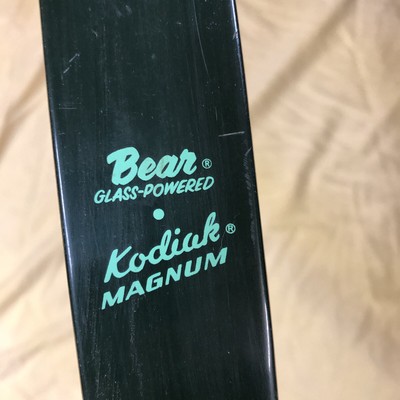 Bear®
GLASS-POWERED
•
Kodiak®
MAGNUM